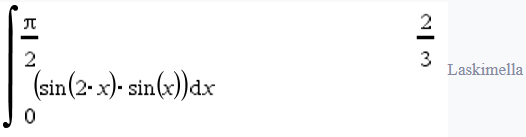 ∫₀^(π/2) (sin(2·x)·sin(x))dx    2/3
Laskimella